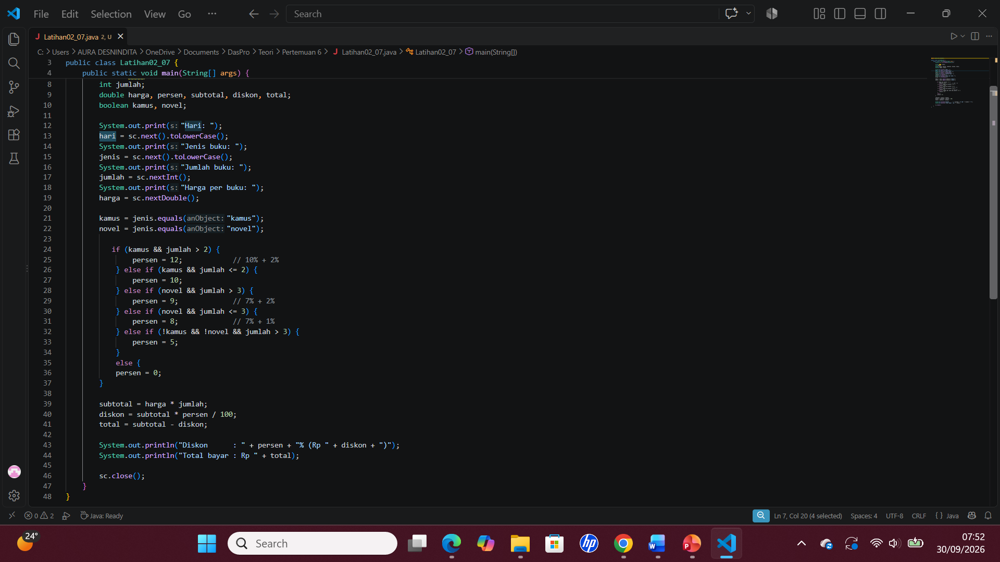 File Edit Selection View Go ··· Search
Latihan02_07.java 2, U
C: > Users > AURA DESNINDITA > OneDrive > Documents > DasPro > Teori > Pertemuan 6 > J Latihan02_07.java > Latihan02_07 > main(String[])
3 public class Latihan02_07 {
4 public static void main(String[] args) {
8 int jumlah;
9 double harga, persen, subtotal, diskon, total;
10 boolean kamus, novel;
11
12 System.out.print(s: "Hari: ");
13 hari = sc.next().toLowerCase();
14 System.out.print(s: "Jenis buku: ");
15 jenis = sc.next().toLowerCase();
16 System.out.print(s: "Jumlah buku: ");
17 jumlah = sc.nextInt();
18 System.out.print(s: "Harga per buku: ");
19 harga = sc.nextDouble();
20
21 kamus = jenis.equals(anObject: "kamus");
22 novel = jenis.equals(anObject: "novel");
23
24 if (kamus && jumlah > 2) {
25 persen = 12; // 10% + 2%
26 } else if (kamus && jumlah <= 2) {
27 persen = 10;
28 } else if (novel && jumlah > 3) {
29 persen = 9; // 7% + 2%
30 } else if (novel && jumlah <= 3) {
31 persen = 8; // 7% + 1%
32 } else if (!kamus && !novel && jumlah > 3) {
33 persen = 5;
34 }
35 else {
36 persen = 0;
37 }
38
39 subtotal = harga * jumlah;
40 diskon = subtotal * persen / 100;
41 total = subtotal - diskon;
42
43 System.out.println("Diskon : " + persen + "% (Rp " + diskon + ")");
44 System.out.println("Total bayar : Rp " + total);
45
46 sc.close();
47 }
48 }
0 2 Java: Ready Ln 7, Col 20 (4 selected) Spaces: 4 UTF-8 CRLF {} Java
24° Search 07:52
30/09/2026